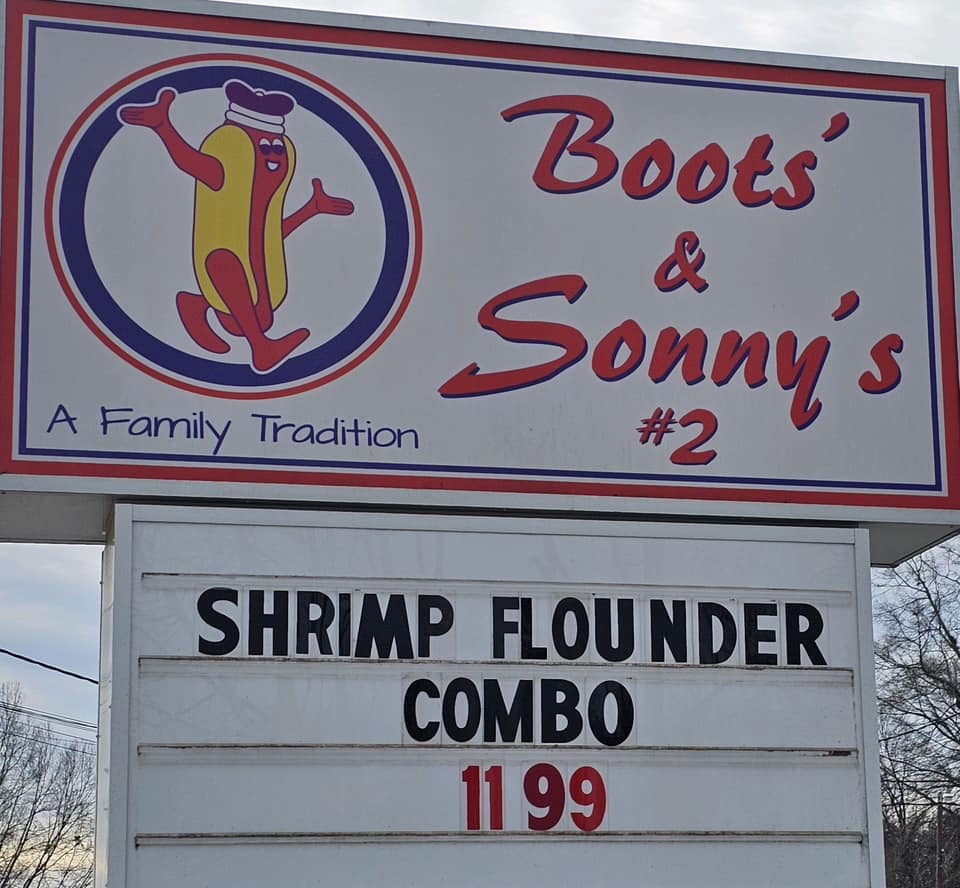 Boots'
&
Sonny's
#2
A Family Tradition
SHRIMP FLOUNDER
COMBO
11 99